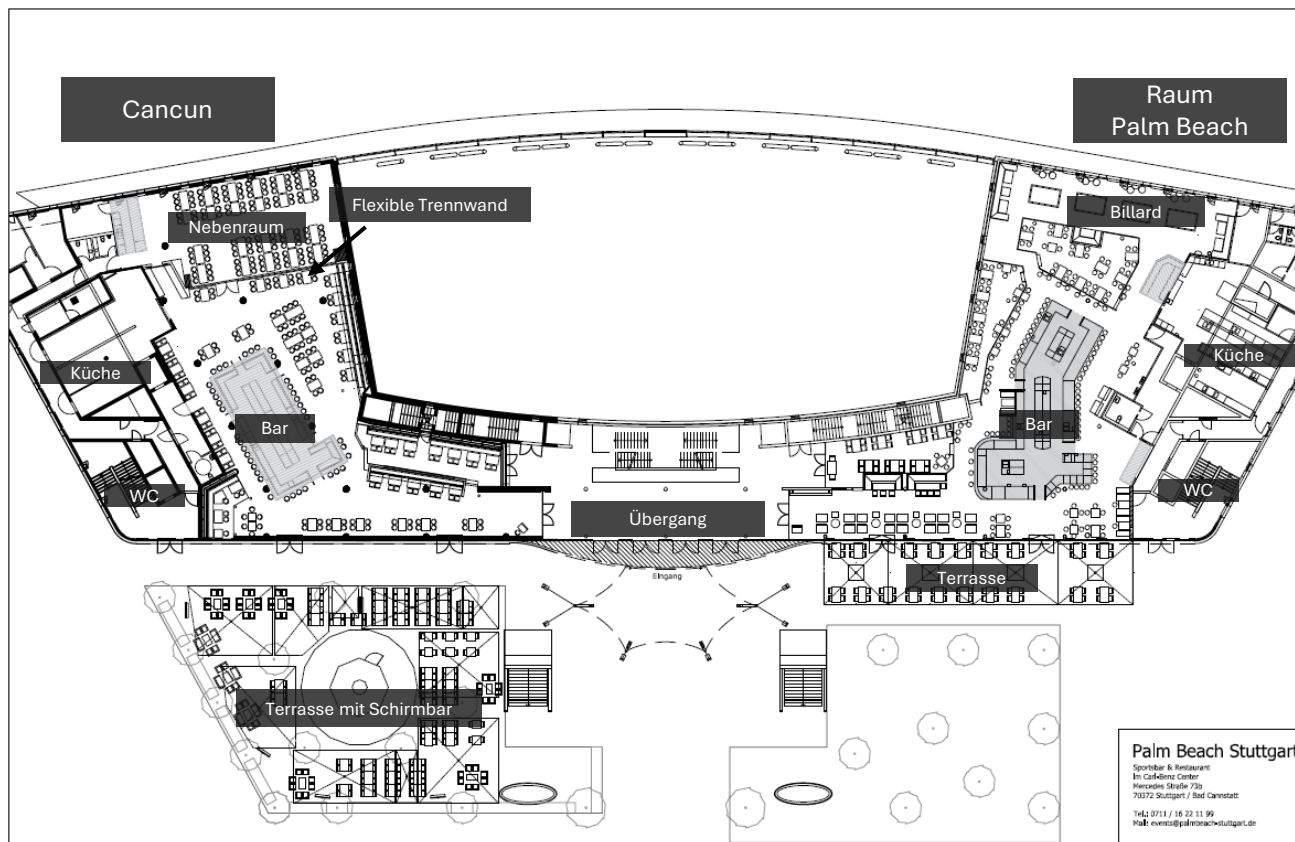 Cancun
Raum
Palm Beach
Flexible Trennwand
Nebenraum
Billard
Küche
Küche
Bar
Bar
WC
WC
Übergang
Eingang
Terrasse
Terrasse mit Schirmbar
Palm Beach Stuttgart
Sportsbar & Restaurant
Im Carl-Benz Center
Mercedes Straße 73b
70372 Stuttgart / Bad Cannstatt
Tel.: 0711 / 16 22 11 99
Mail: events@palmbeach-stuttgart.de